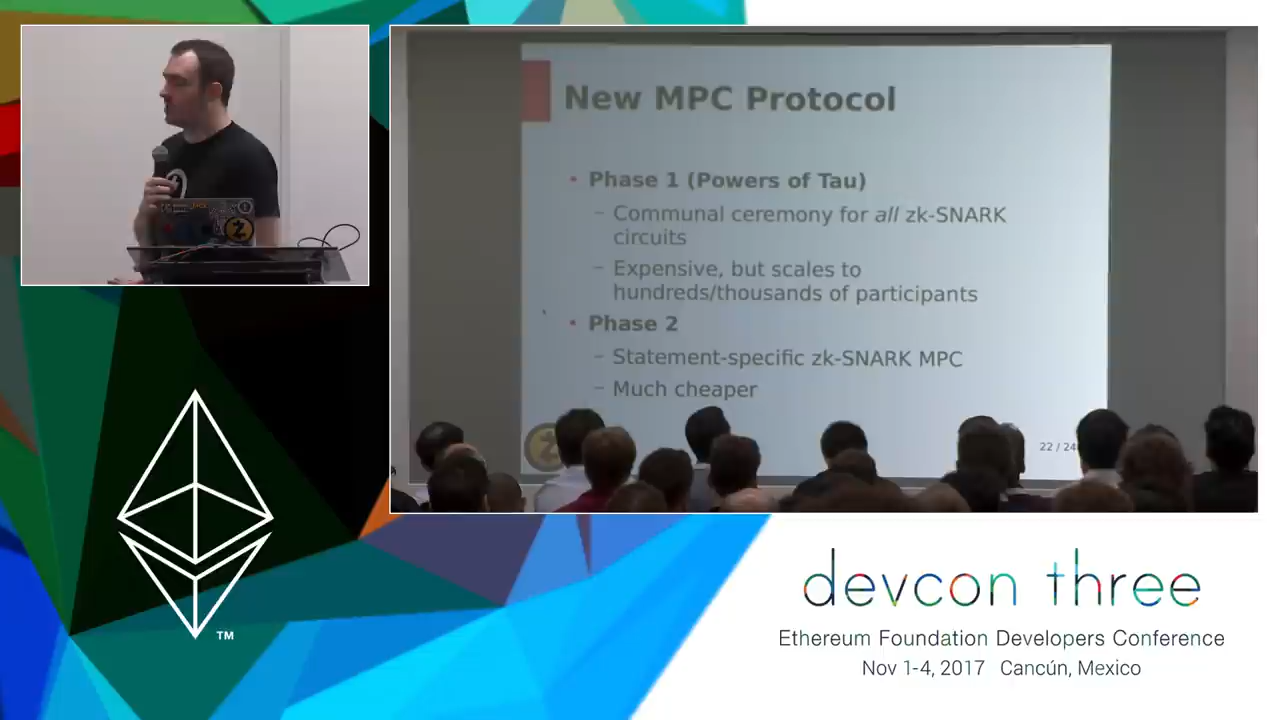 New MPC Protocol
• Phase 1 (Powers of Tau)
– Communal ceremony for all zk-SNARK
circuits
– Expensive, but scales to
hundreds/thousands of participants
• Phase 2
– Statement-specific zk-SNARK MPC
– Much cheaper
22 / 24
TM
devcon three
Ethereum Foundation Developers Conference
Nov 1-4, 2017 Cancún, Mexico